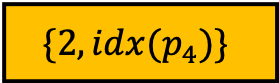 {2, idx(p₄)}